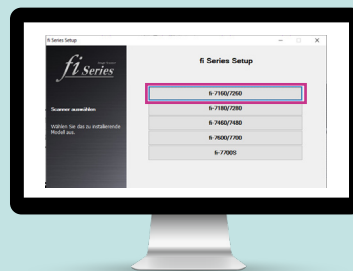 fi Series Setup
fi Series
Scanner auswählen
Wählen Sie das zu installierende
Modell aus.
fi Series Setup
fi-7160/7260
fi-7180/7280
fi-7460/7480
fi-7600/7700
fi-7700S